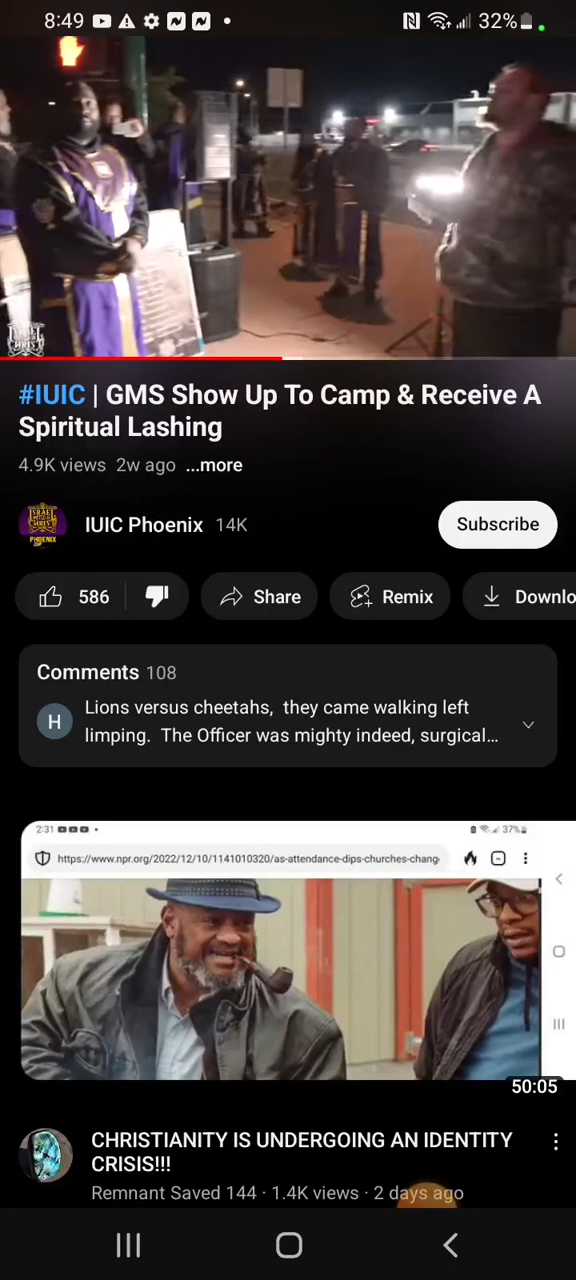 8:49
32%
#IUIC | GMS Show Up To Camp & Receive A
Spiritual Lashing
4.9K views 2w ago ...more
IUIC Phoenix 14K
Subscribe
586
Share
Remix
Downlo
Comments 108
H
Lions versus cheetahs, they came walking left
limping. The Officer was mighty indeed, surgical...
2:31
37%
https://www.npr.org/2022/12/10/1141010320/as-attendance-dips-churches-chang
50:05
CHRISTIANITY IS UNDERGOING AN IDENTITY
CRISIS!!!
Remnant Saved 144 · 1.4K views · 2 days ago